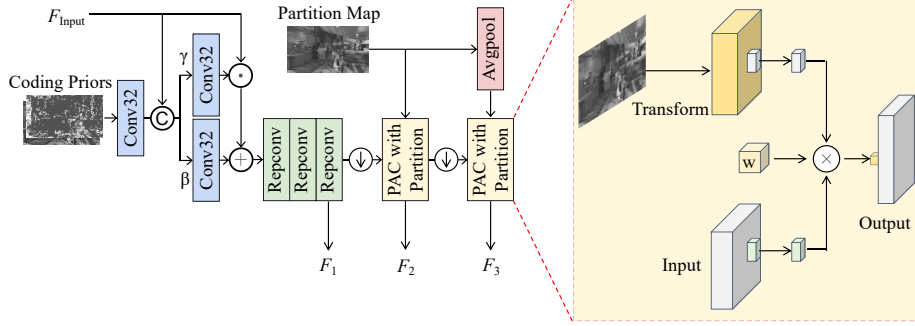 F_Input
Partition Map
Coding Priors
Conv32
C
γ
Conv32
β
Conv32
Repconv
Repconv
Repconv
PAC with
Partition
Avgpool
PAC with
Partition
F_1
F_2
F_3
Transform
w
Input
Output